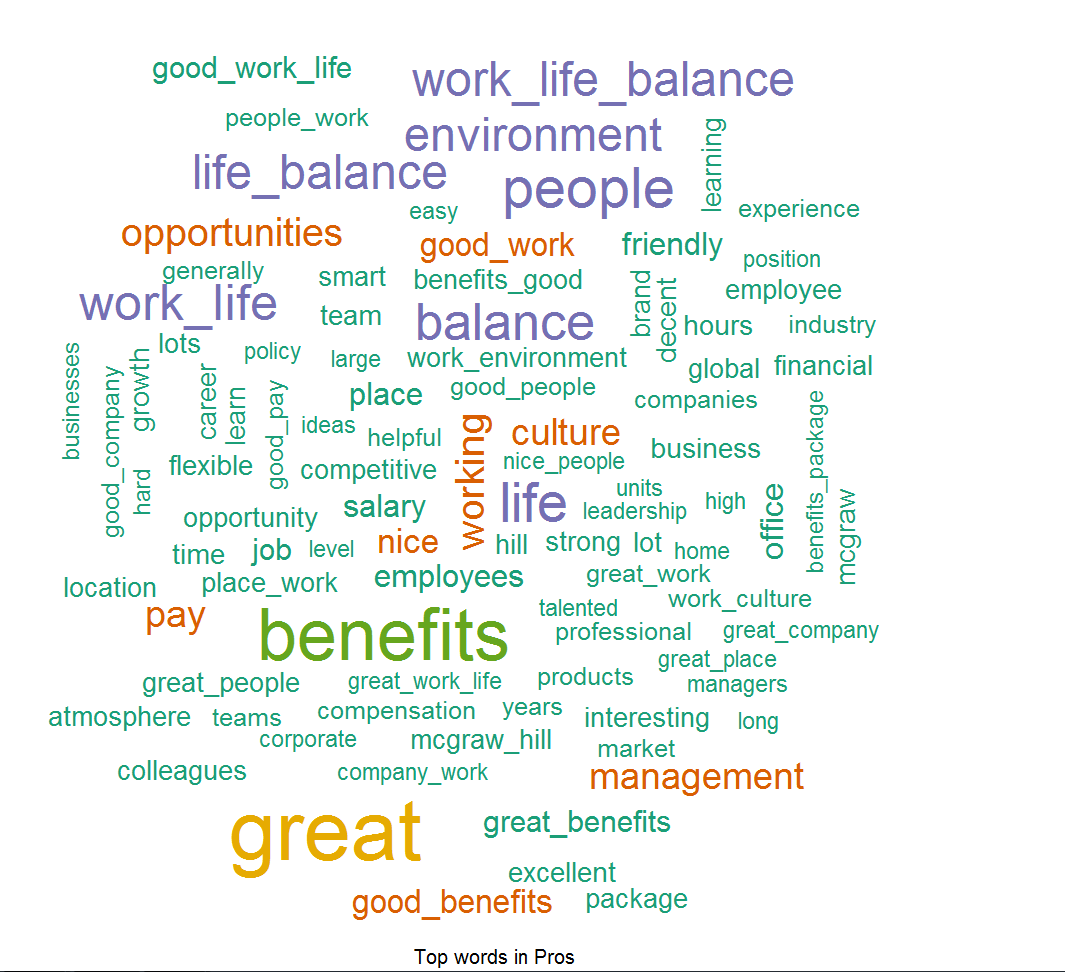 good_work_life
work_life_balance
people_work
environment
learning
life_balance
people
easy
experience
opportunities
good_work
friendly
position
generally
smart
benefits_good
brand
decent
employee
work_life
team
balance
hours
industry
lots
policy
large
work_environment
global
financial
businesses
good_company
growth
career
learn
good_pay
place
good_people
companies
ideas
helpful
working
culture
business
benefits_package
hard
flexible
competitive
nice_people
life
units
leadership
high
office
mcgraw
opportunity
salary
time
job
level
nice
hill
strong
lot
home
location
place_work
employees
great_work
pay
benefits
talented
work_culture
professional
great_company
great_people
great_work_life
products
great_place
managers
atmosphere
teams
compensation
years
interesting
long
corporate
mcgraw_hill
market
colleagues
company_work
management
great
great_benefits
excellent
good_benefits
package
Top words in Pros